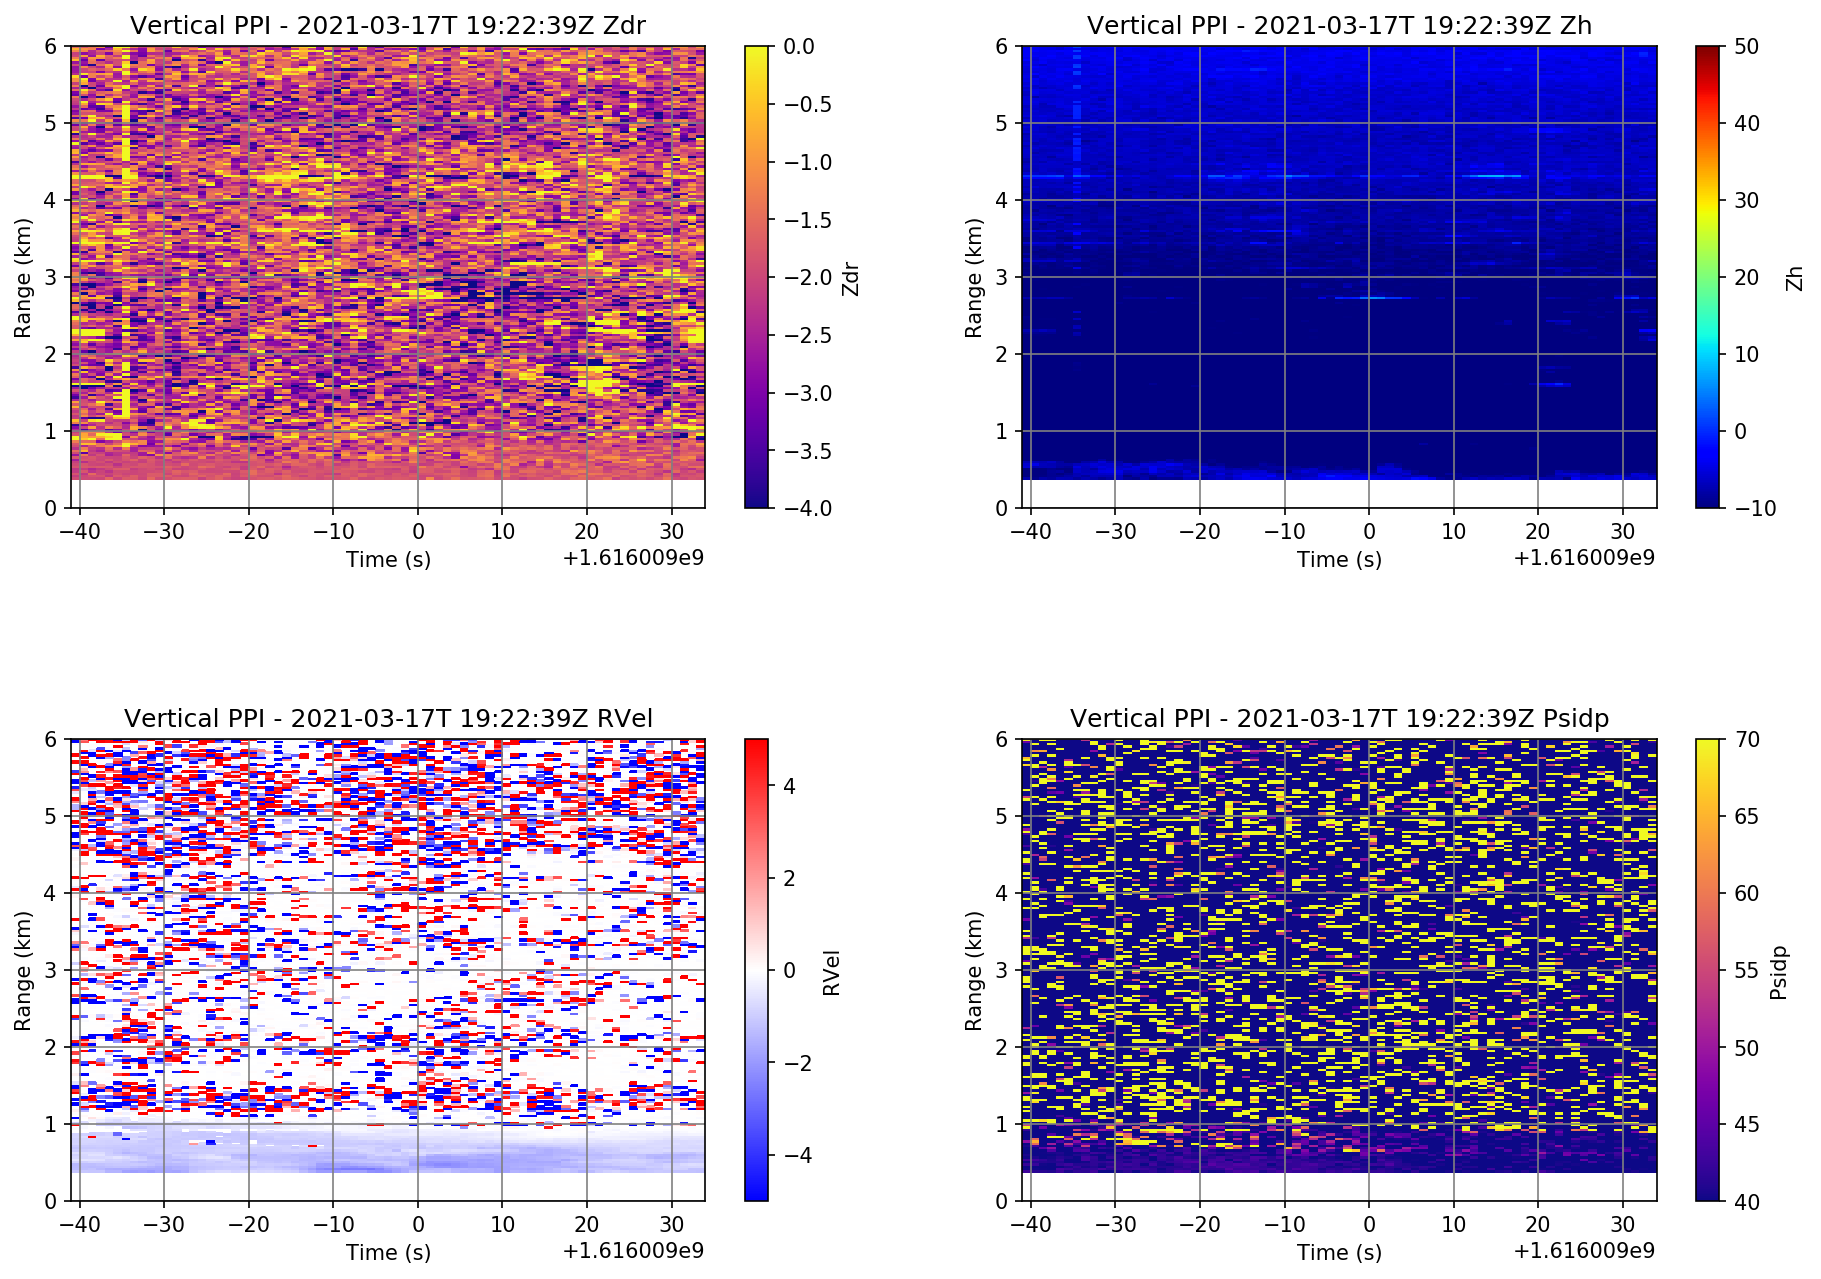 Vertical PPI - 2021-03-17T 19:22:39Z Zdr
6
5
4
3
2
1
0
Range (km)
−40 −30 −20 −10 0 10 20 30
Time (s)
+1.616009e9
0.0
−0.5
−1.0
−1.5
−2.0
−2.5
−3.0
−3.5
−4.0
Zdr
Vertical PPI - 2021-03-17T 19:22:39Z Zh
6
5
4
3
2
1
0
Range (km)
−40 −30 −20 −10 0 10 20 30
Time (s)
+1.616009e9
50
40
30
20
10
0
−10
Zh
Vertical PPI - 2021-03-17T 19:22:39Z RVel
6
5
4
3
2
1
0
Range (km)
−40 −30 −20 −10 0 10 20 30
Time (s)
+1.616009e9
4
2
0
−2
−4
RVel
Vertical PPI - 2021-03-17T 19:22:39Z Psidp
6
5
4
3
2
1
0
Range (km)
−40 −30 −20 −10 0 10 20 30
Time (s)
+1.616009e9
70
65
60
55
50
45
40
Psidp